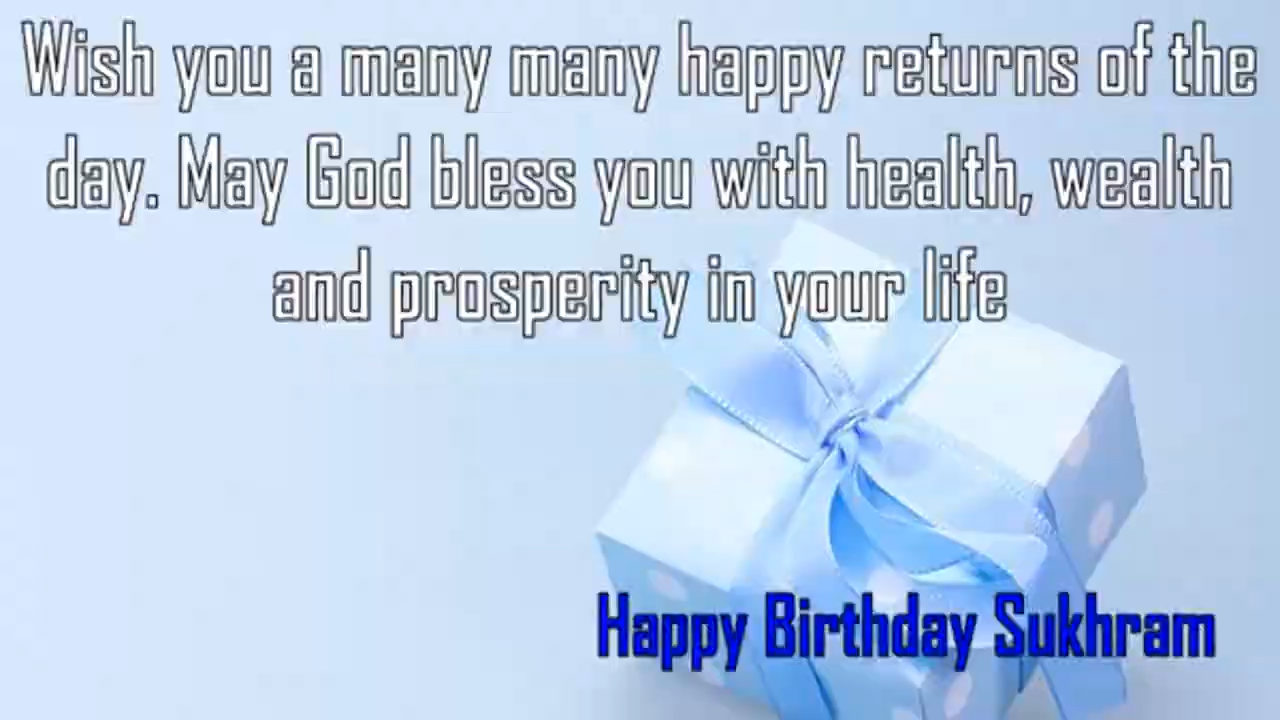 Wish you a many many happy returns of the
day. May God bless you with health, wealth
and prosperity in your life
Happy Birthday Sukhram